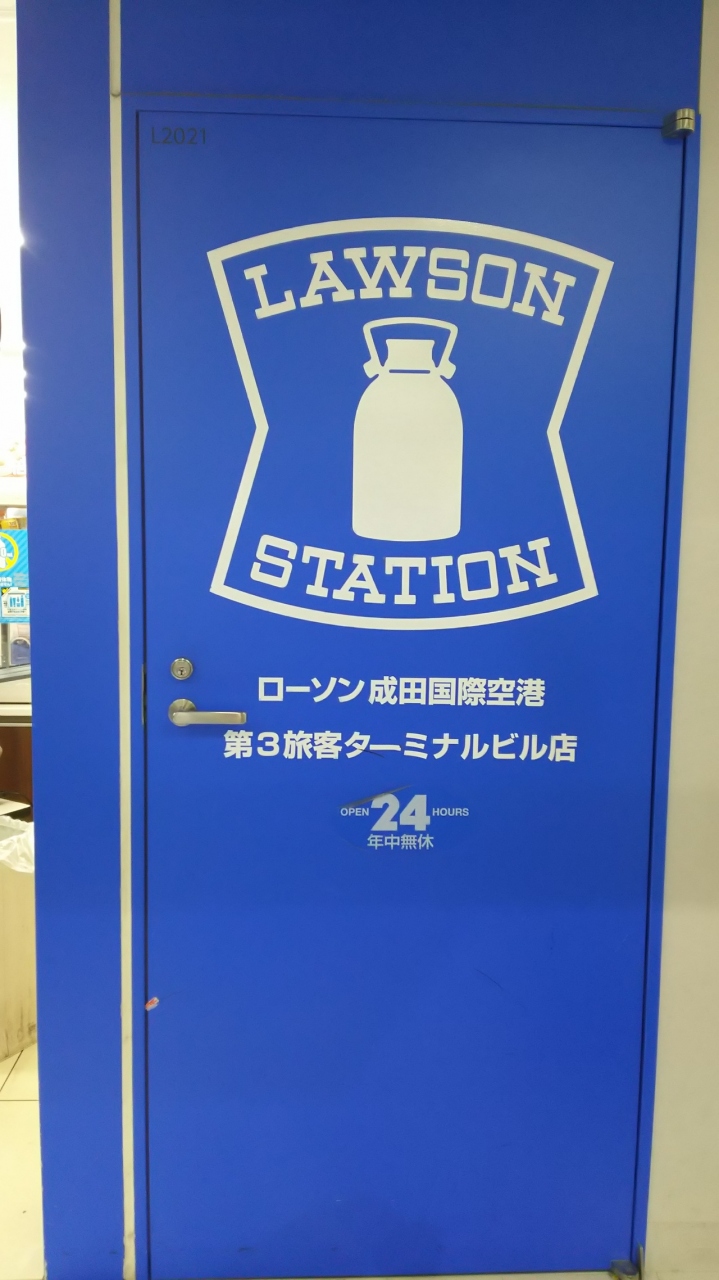 L2021
LAWSON
STATION
ローソン成田国際空港
第3旅客ターミナルビル店
OPEN 24 HOURS
年中無休